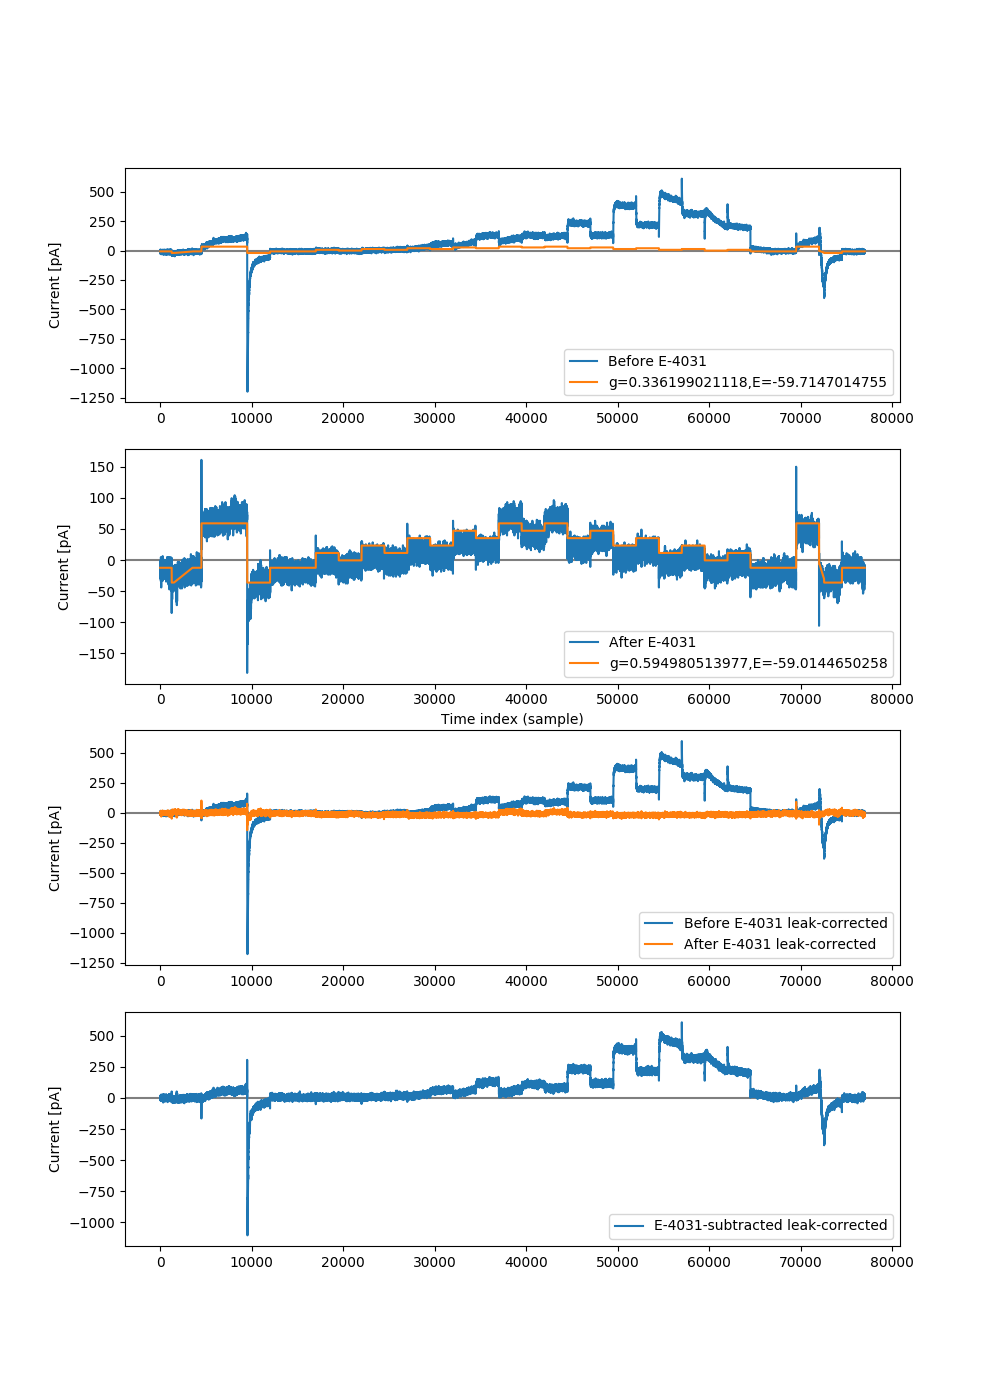 500
250
0
−250
−500
−750
−1000
−1250
Current [pA]
Before E-4031
g=0.336199021118,E=-59.7147014755
0 10000 20000 30000 40000 50000 60000 70000 80000
150
100
50
0
−50
−100
−150
Current [pA]
After E-4031
g=0.594980513977,E=-59.0144650258
0 10000 20000 30000 40000 50000 60000 70000 80000
Time index (sample)
500
250
0
−250
−500
−750
−1000
−1250
Current [pA]
Before E-4031 leak-corrected
After E-4031 leak-corrected
0 10000 20000 30000 40000 50000 60000 70000 80000
500
250
0
−250
−500
−750
−1000
Current [pA]
E-4031-subtracted leak-corrected
0 10000 20000 30000 40000 50000 60000 70000 80000